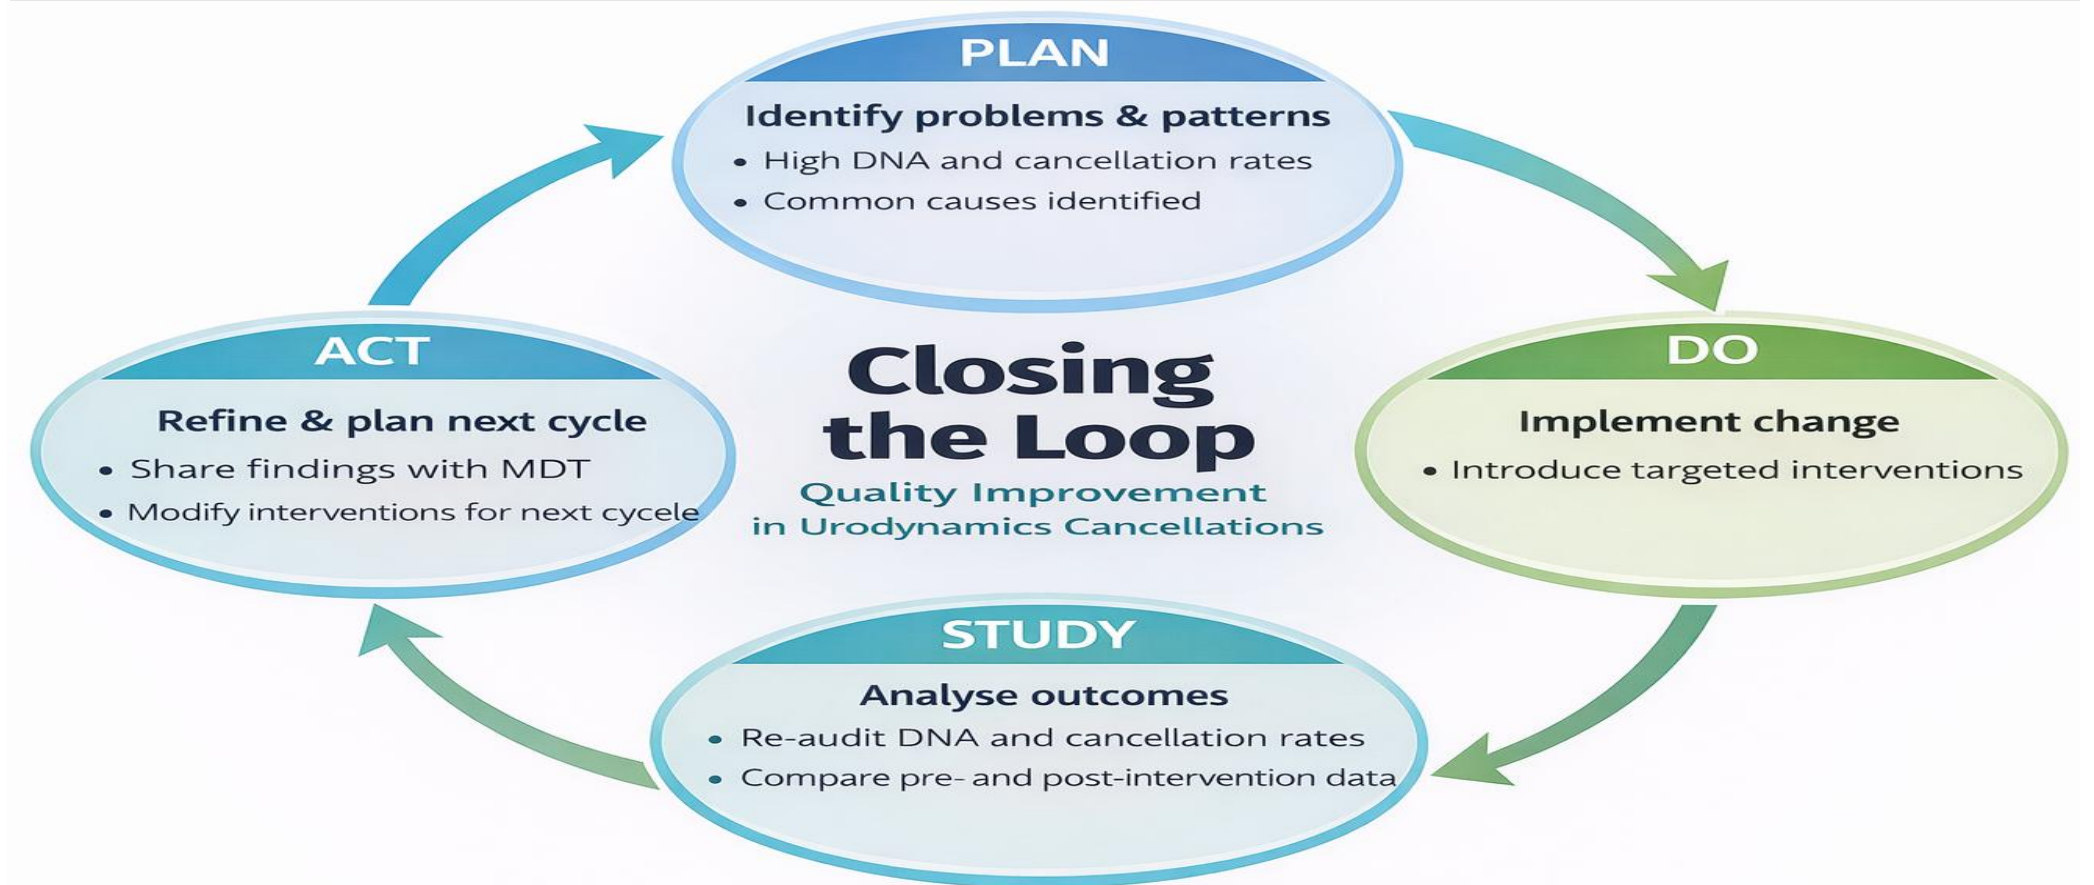 PLAN
Identify problems & patterns
• High DNA and cancellation rates
• Common causes identified
DO
Implement change
• Introduce targeted interventions
STUDY
Analyse outcomes
• Re-audit DNA and cancellation rates
• Compare pre- and post-intervention data
ACT
Refine & plan next cycle
• Share findings with MDT
• Modify interventions for next cycele
Closing
the Loop
Quality Improvement
in Urodynamics Cancellations